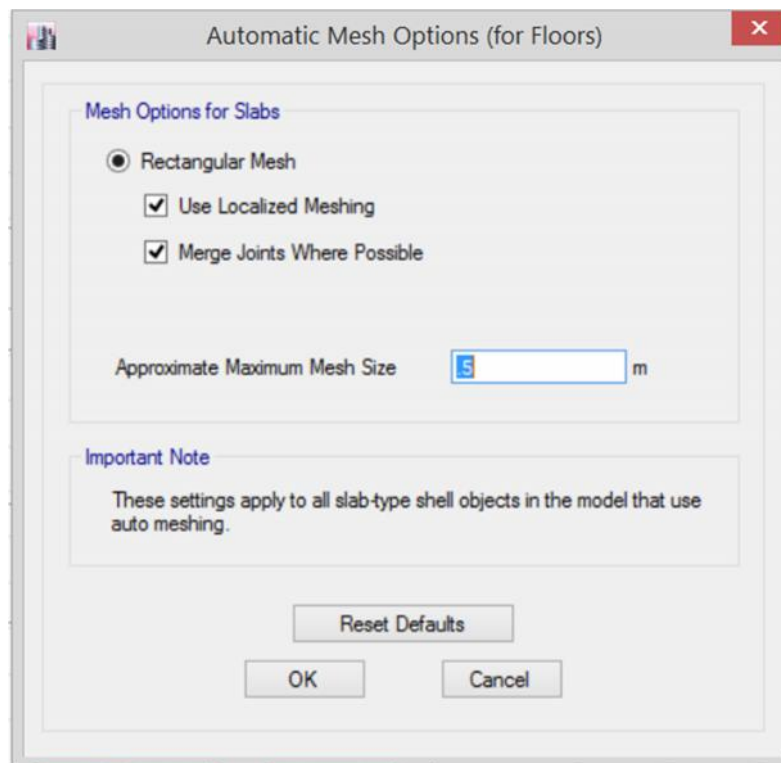 Automatic Mesh Options (for Floors)
Mesh Options for Slabs
Rectangular Mesh
Use Localized Meshing
Merge Joints Where Possible
Approximate Maximum Mesh Size .5 m
Important Note
These settings apply to all slab-type shell objects in the model that use
auto meshing.
Reset Defaults
OK Cancel